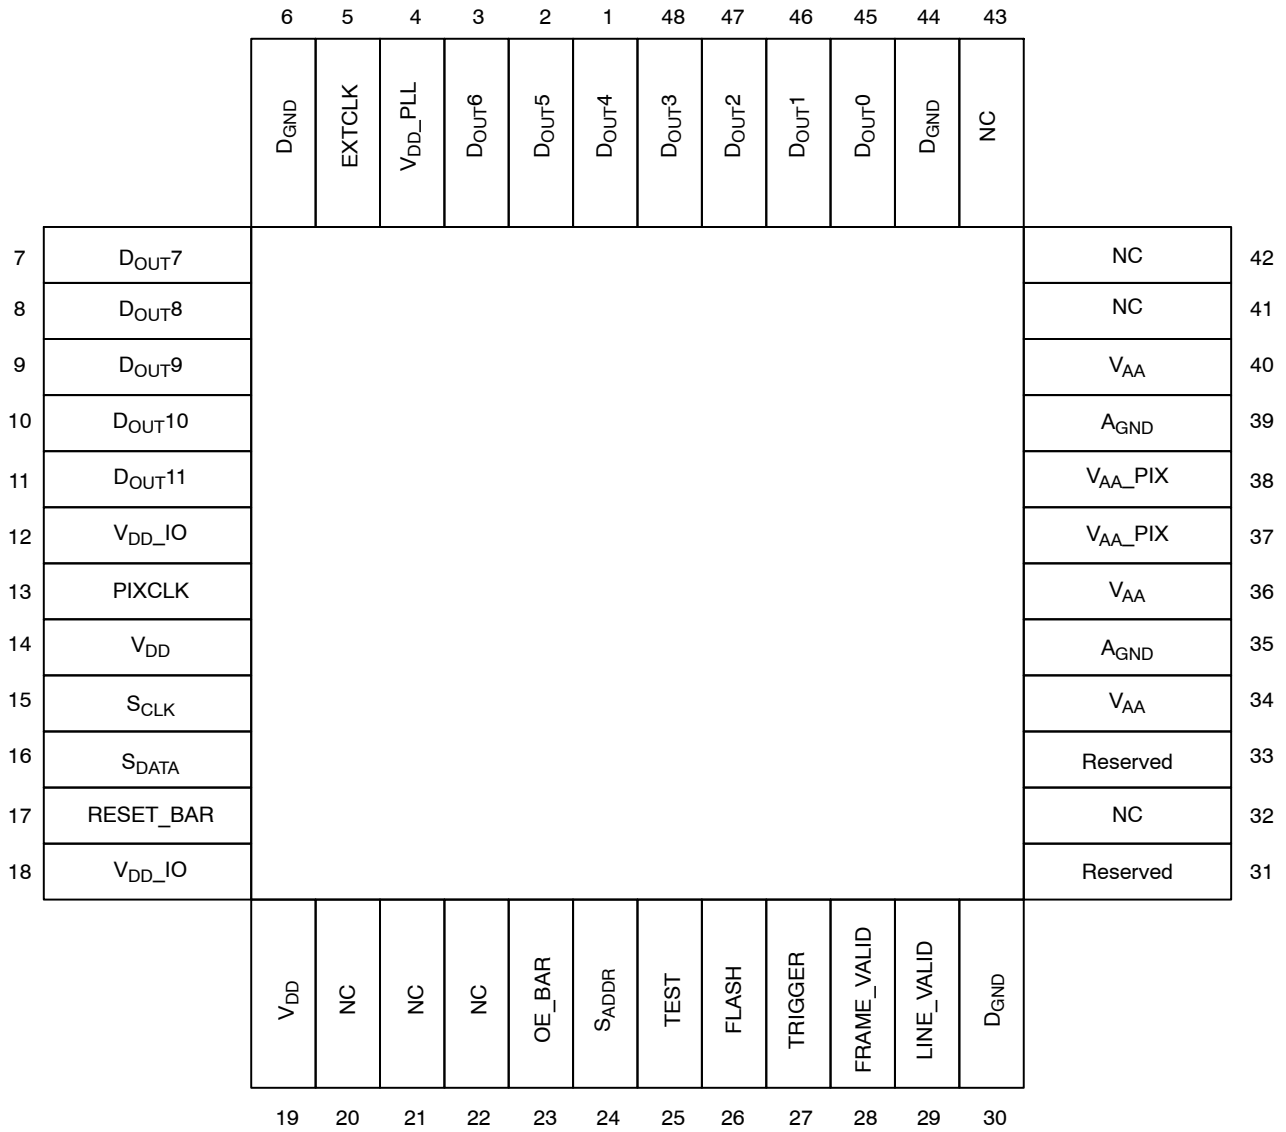 6 5 4 3 2 1 48 47 46 45 44 43
DGND EXTCLK VDD_PLL DOUT6 DOUT5 DOUT4 DOUT3 DOUT2 DOUT1 DOUT0 DGND NC
7 DOUT7 NC 42
8 DOUT8 NC 41
9 DOUT9 VAA 40
10 DOUT10 AGND 39
11 DOUT11 VAA_PIX 38
12 VDD_IO VAA_PIX 37
13 PIXCLK VAA 36
14 VDD AGND 35
15 SCLK VAA 34
16 SDATA Reserved 33
17 RESET_BAR NC 32
18 VDD_IO Reserved 31
VDD NC NC NC OE_BAR SADDR TEST FLASH TRIGGER FRAME_VALID LINE_VALID DGND
19 20 21 22 23 24 25 26 27 28 29 30